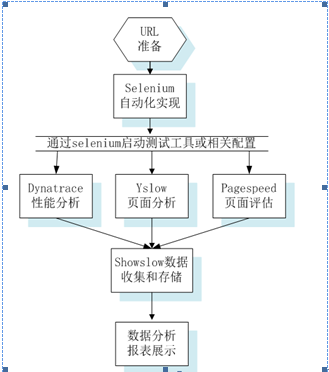 URL
准备
Selenium
自动化实现
通过selenium启动测试工具或相关配置
Dynatrace
性能分析
Yslow
页面分析
Pagespeed
页面评估
Showslow数据
收集和存储
数据分析
报表展示